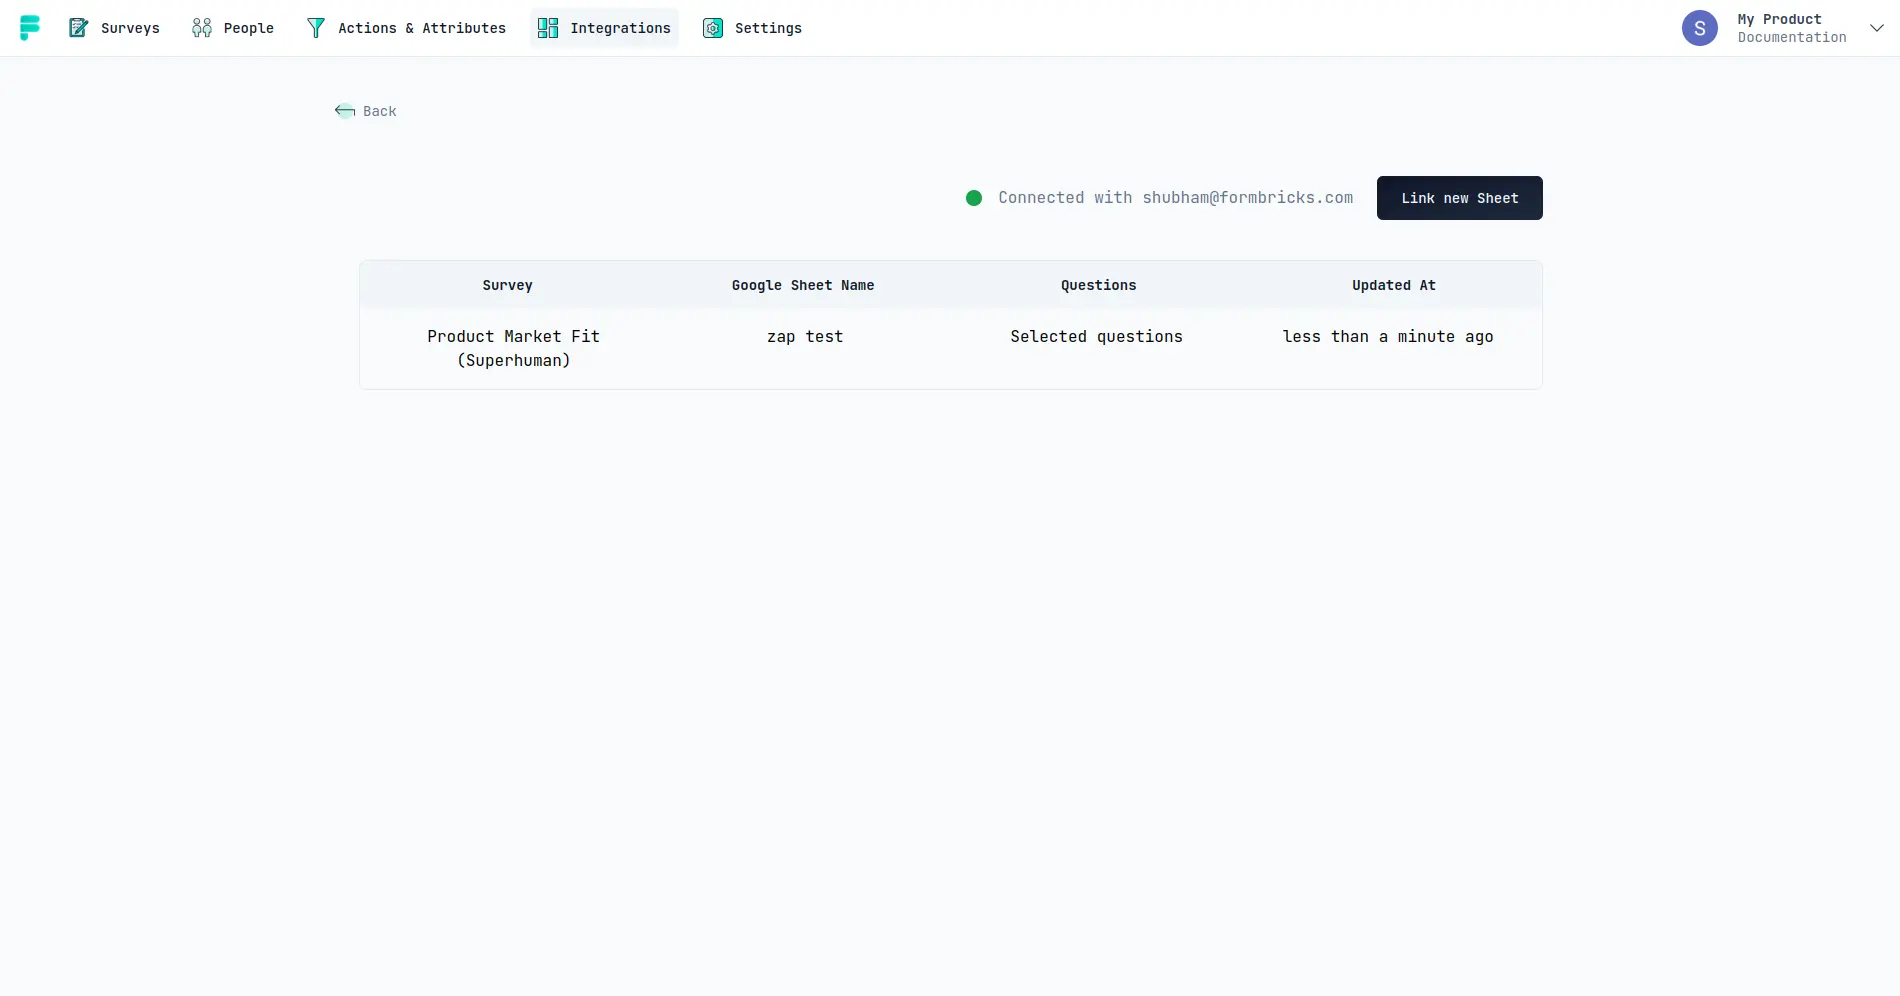 Surveys
People
Actions & Attributes
Integrations
Settings
S
My Product
Documentation
Back
Connected with shubham@formbricks.com
Link new Sheet
Survey
Google Sheet Name
Questions
Updated At
Product Market Fit
(Superhuman)
zap test
Selected questions
less than a minute ago